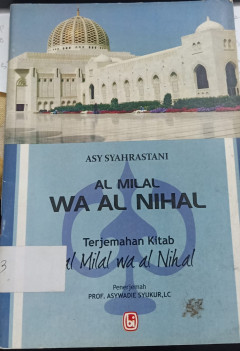 ASY SYAHRASTANI
AL MILAL
WA AL NIHAL
Terjemahan Kitab
al Milal wa al Nihal
Penerjemah
PROF. ASYWADIE SYUKUR,LC
3